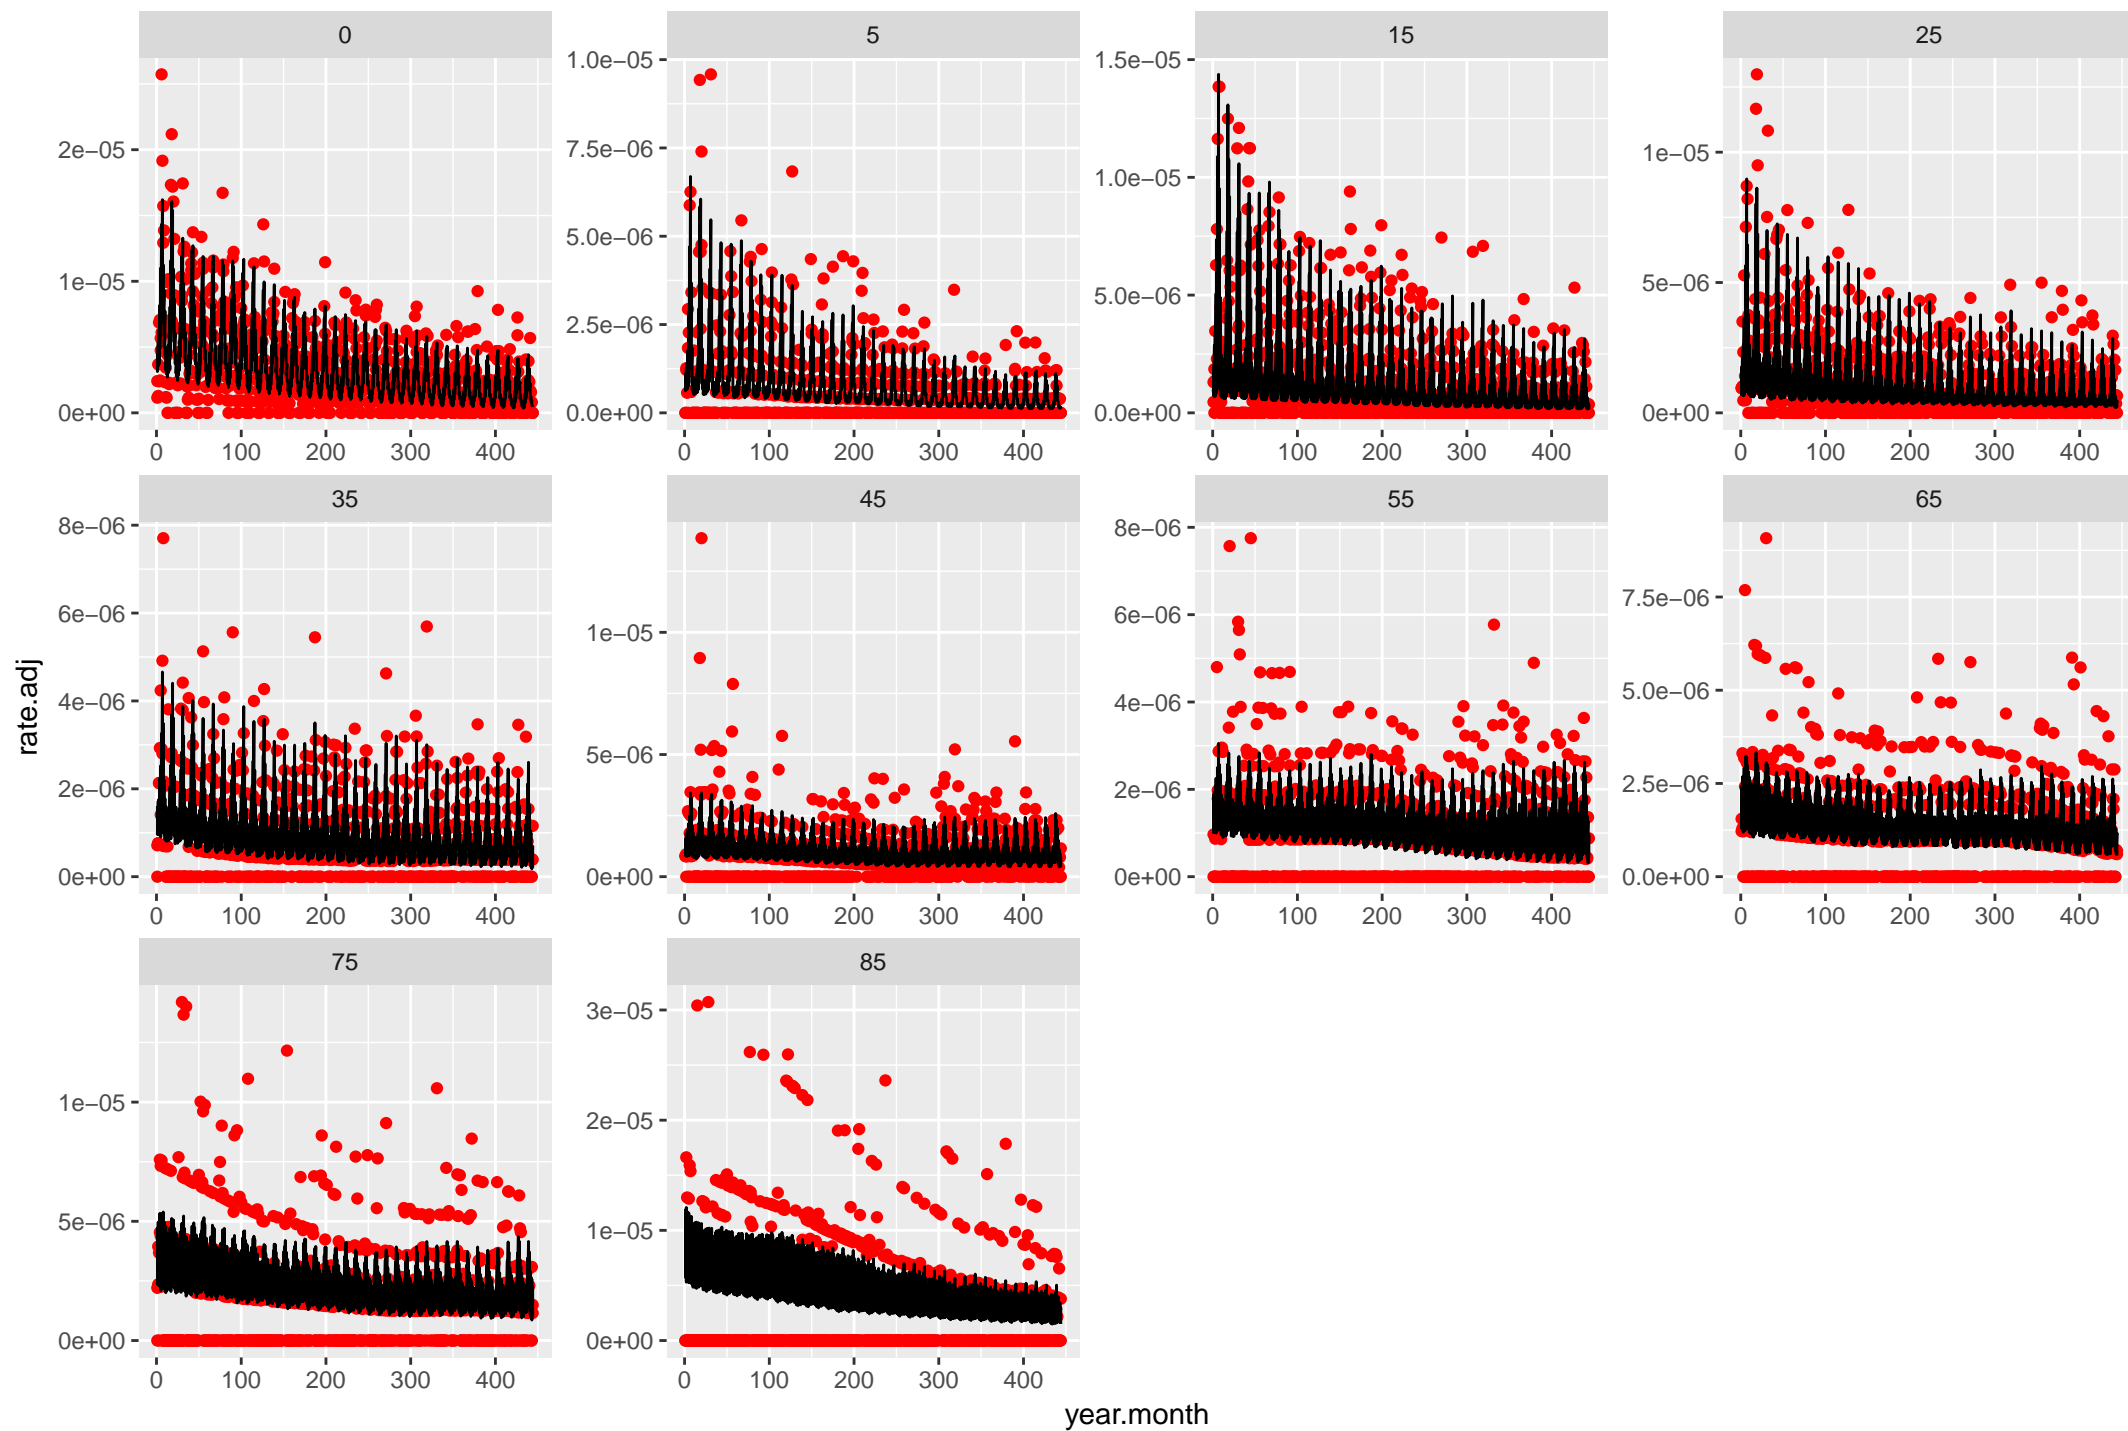 0 5 15 25
2e−05
1e−05
0e+00
1.0e−05
7.5e−06
5.0e−06
2.5e−06
0.0e+00
1.5e−05
1.0e−05
5.0e−06
0.0e+00
1e−05
5e−06
0e+00
0 100 200 300 400 0 100 200 300 400 0 100 200 300 400 0 100 200 300 400
35 45 55 65
8e−06
6e−06
4e−06
2e−06
0e+00
1e−05
5e−06
0e+00
8e−06
6e−06
4e−06
2e−06
0e+00
7.5e−06
5.0e−06
2.5e−06
0.0e+00
0 100 200 300 400 0 100 200 300 400 0 100 200 300 400 0 100 200 300 400
rate.adj
75 85
1e−05
5e−06
0e+00
3e−05
2e−05
1e−05
0e+00
0 100 200 300 400 0 100 200 300 400
year.month